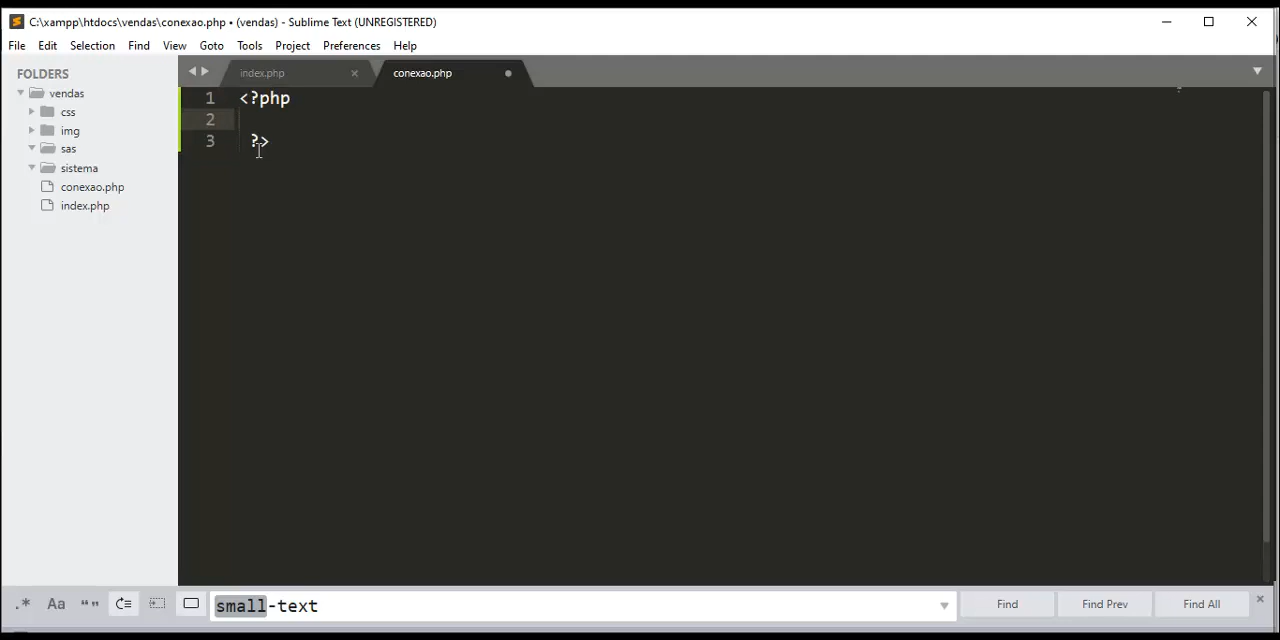 C:\xampp\htdocs\vendas\conexao.php • (vendas) - Sublime Text (UNREGISTERED)
File Edit Selection Find View Goto Tools Project Preferences Help
FOLDERS
vendas
css
img
sas
sistema
conexao.php
index.php
index.php conexao.php
1 <?php
2
3 ?>
.* Aa “”
small-text
Find Find Prev Find All